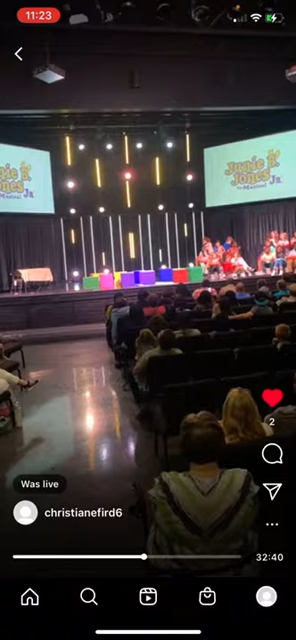 11:23
Junie B.
Jones
The Musical JR.
Junie B.
Jones JR.
The Musical
Was live
christianefird6
2
32:40